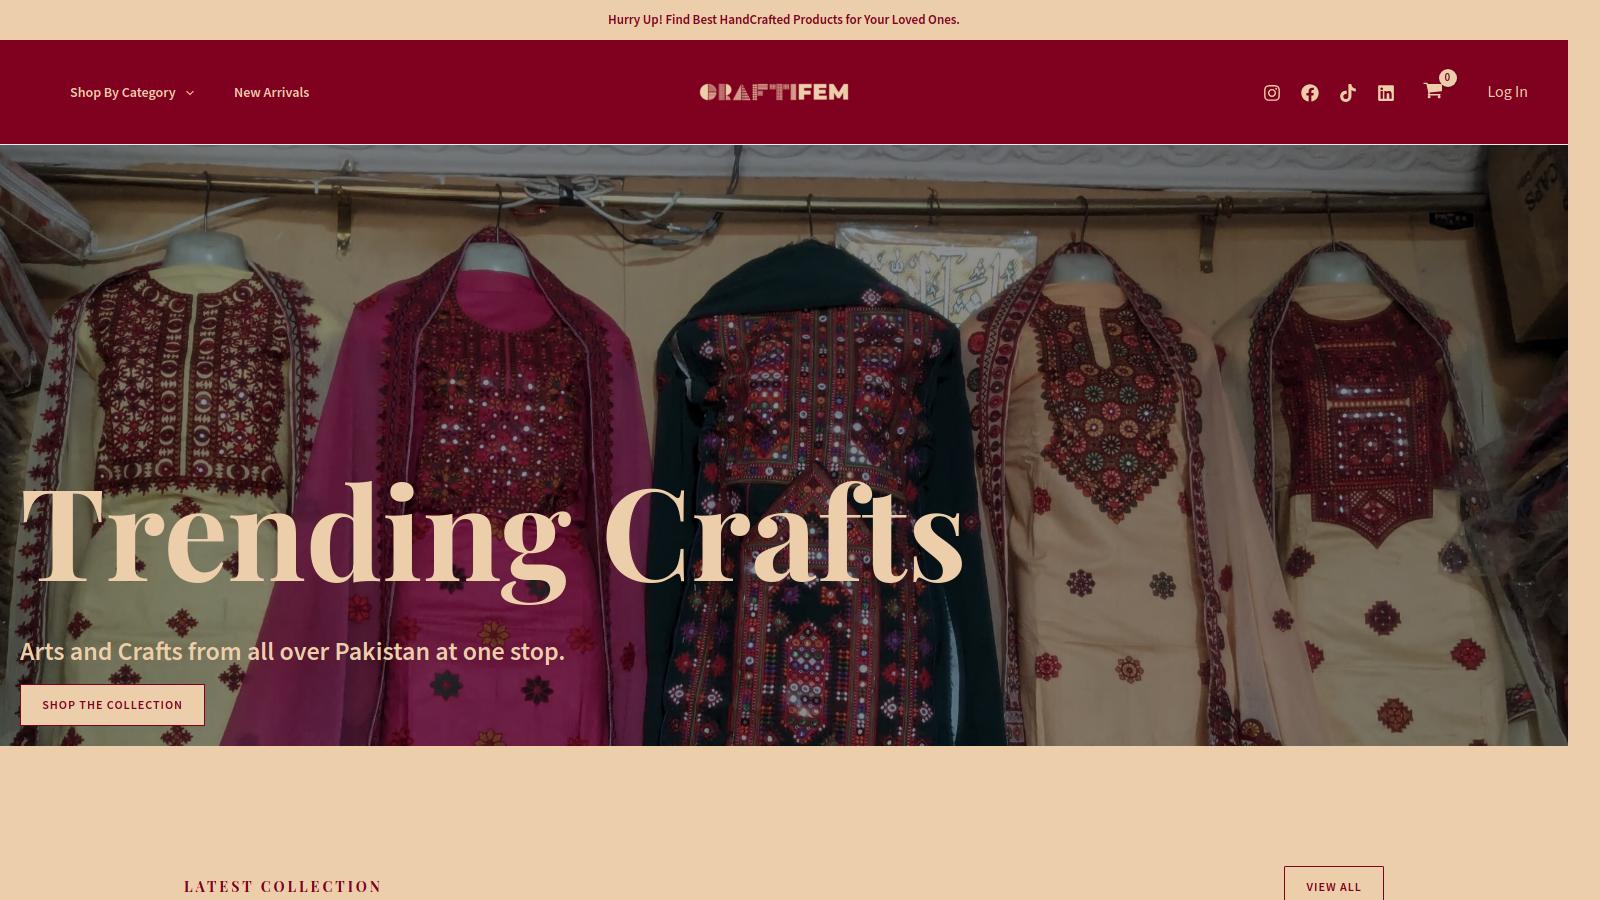 Hurry Up! Find Best HandCrafted Products for Your Loved Ones.
Shop By Category
New Arrivals
CRAFTIFEM
0
Log In
Trending Crafts
Arts and Crafts from all over Pakistan at one stop.
SHOP THE COLLECTION
LATEST COLLECTION
VIEW ALL